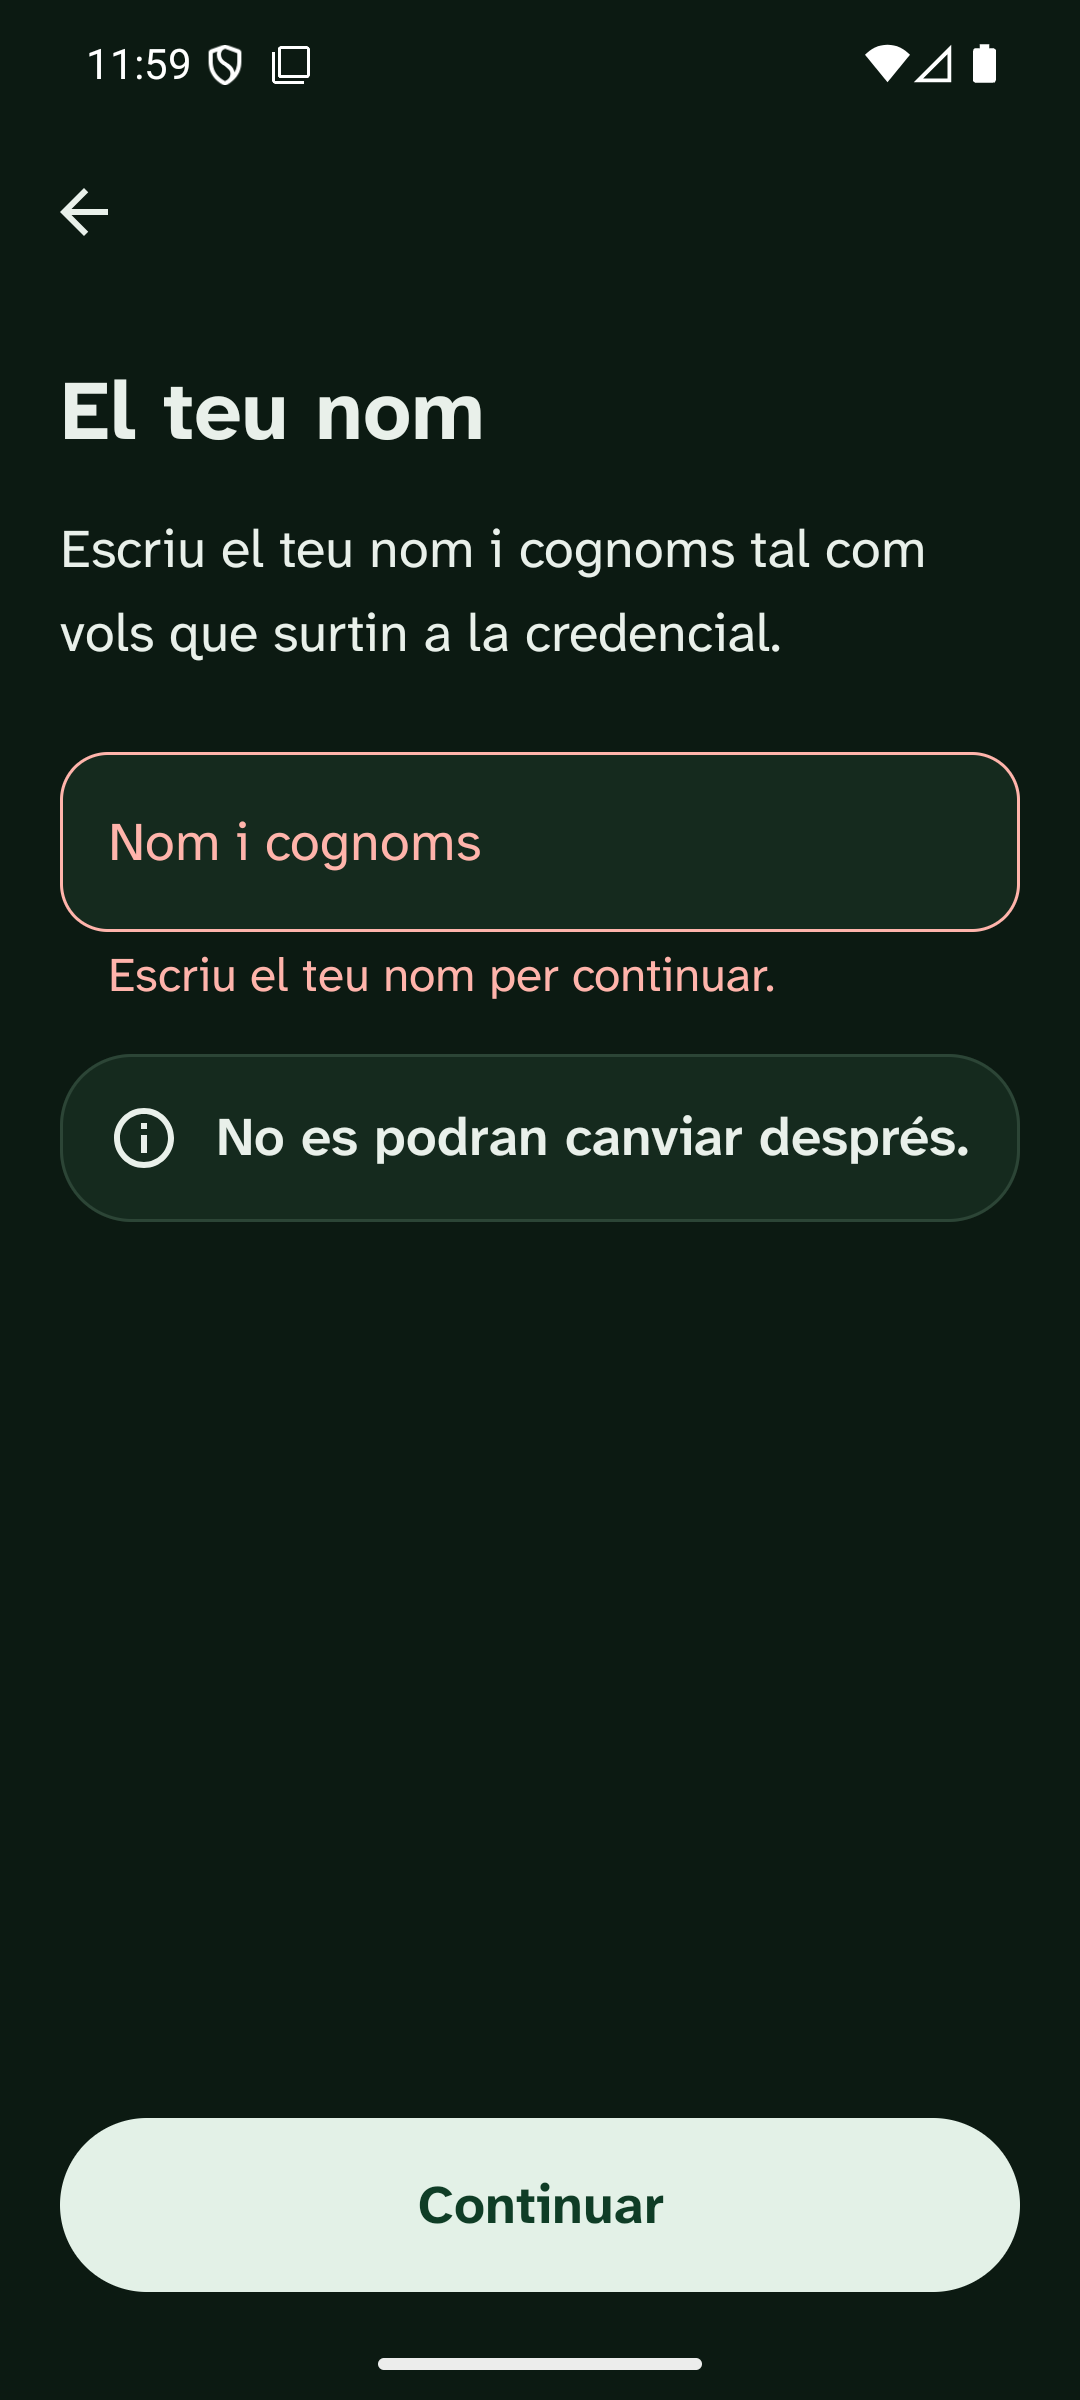 11:59
El teu nom
Escriu el teu nom i cognoms tal com
vols que surtin a la credencial.
Nom i cognoms
Escriu el teu nom per continuar.
No es podran canviar després.
Continuar